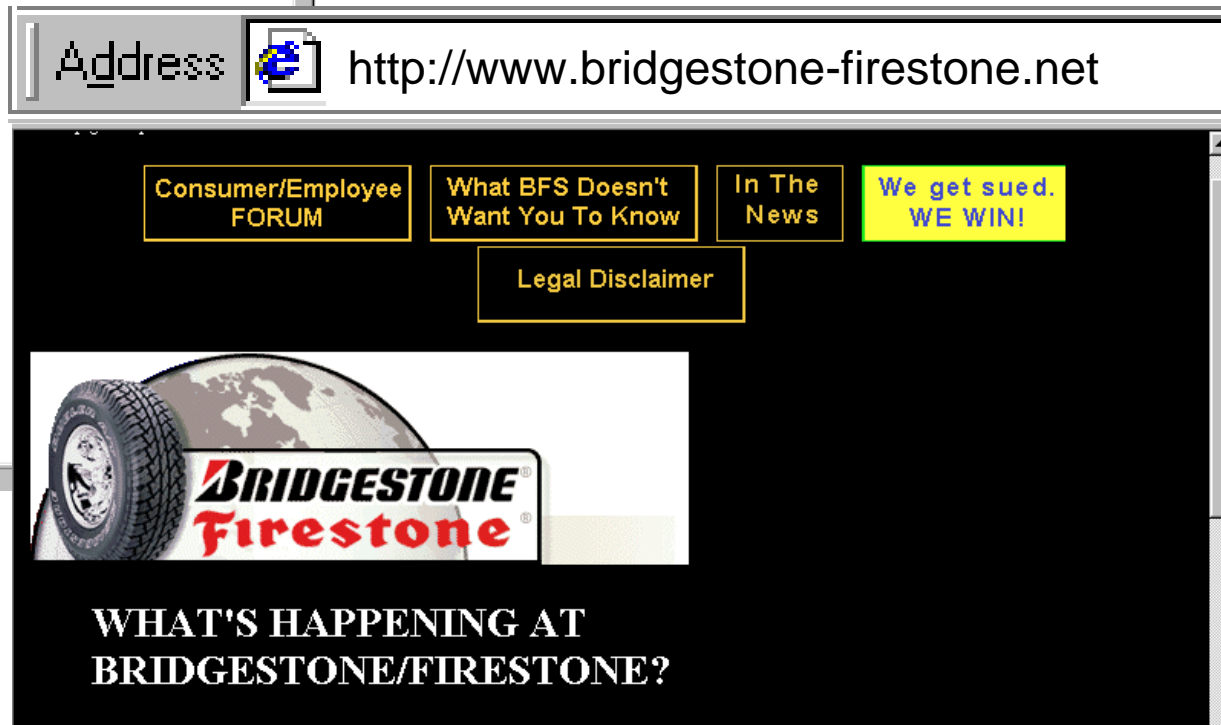 Address http://www.bridgestone-firestone.net
Consumer/Employee
FORUM
What BFS Doesn't
Want You To Know
In The
News
We get sued.
WE WIN!
Legal Disclaimer
BRIDGESTONE®
Firestone®
WHAT'S HAPPENING AT
BRIDGESTONE/FIRESTONE?